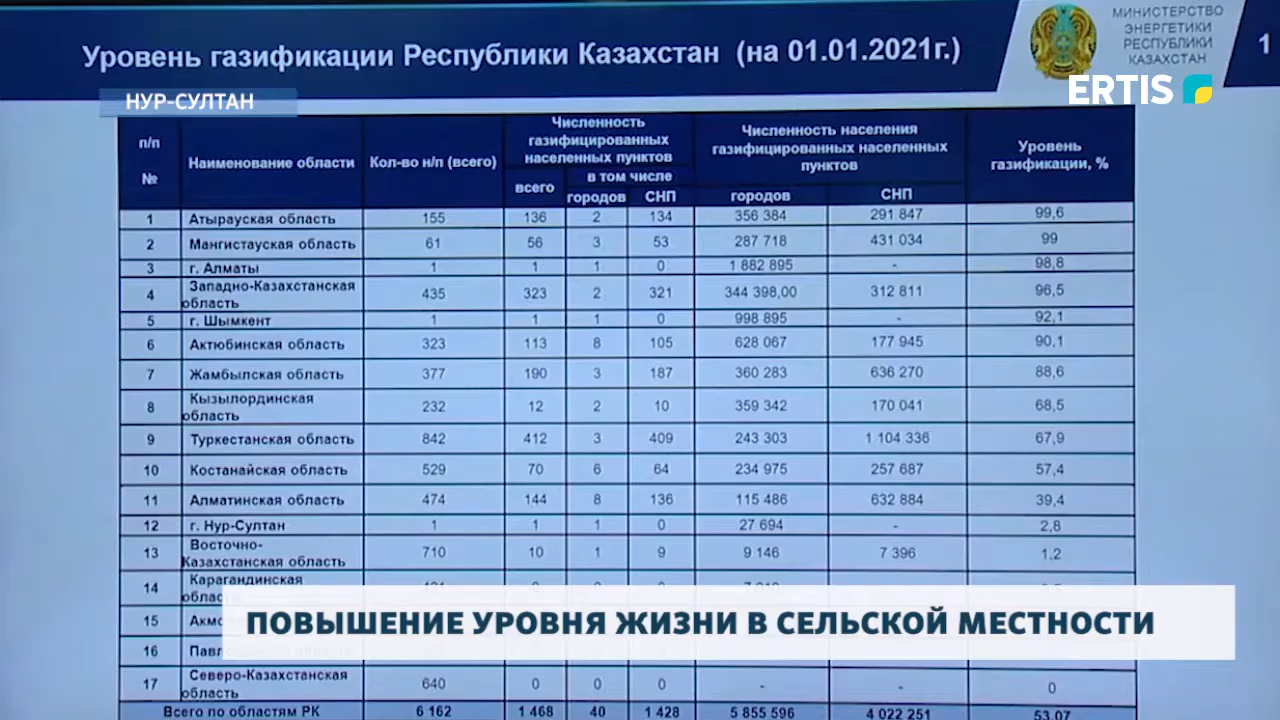 Уровень газификации Республики Казахстан (на 01.01.2021г.)
МИНИСТЕРСТВО
ЭНЕРГЕТИКИ
РЕСПУБЛИКИ
КАЗАХСТАН
1
НУР-СУЛТАН
ERTIS
п/п № Наименование области Кол-во н/п (всего) Численность газифицированных населенных пунктов Численность населения газифицированных населенных пунктов Уровень газификации, %
всего в том числе
городов СНП городов СНП
1 Атырауская область 155 136 2 134 356 384 291 847 99,6
2 Мангистауская область 61 56 3 53 287 718 431 034 99
3 г. Алматы 1 1 1 0 1 882 895 - 98,8
4 Западно-Казахстанская область 435 323 2 321 344 398,00 312 811 96,5
5 г. Шымкент 1 1 1 0 998 895 - 92,1
6 Актюбинская область 323 113 8 105 628 067 177 945 90,1
7 Жамбылская область 377 190 3 187 360 283 636 270 88,6
8 Кызылординская область 232 12 2 10 359 342 170 041 68,5
9 Туркестанская область 842 412 3 409 243 303 1 104 336 67,9
10 Костанайская область 529 70 6 64 234 975 257 687 57,4
11 Алматинская область 474 144 8 136 115 486 632 884 39,4
12 г. Нур-Султан 1 1 1 0 27 694 - 2,8
13 Восточно-Казахстанская область 710 10 1 9 9 146 7 396 1,2
14 Карагандинская
15
16
ПОВЫШЕНИЕ УРОВНЯ ЖИЗНИ В СЕЛЬСКОЙ МЕСТНОСТИ
17 Северо-Казахстанская область 640 0 0 0 - - 0
Всего по областям РК 6 162 1 468 40 1 428 5 855 596 4 022 251 53,07